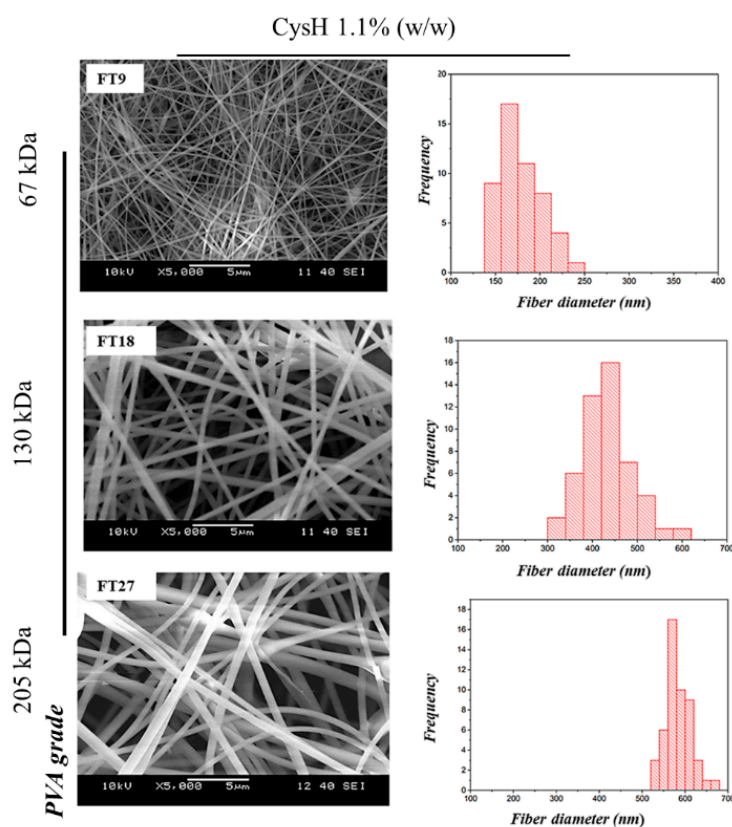 CysH 1.1% (w/w)
67 kDa
FT9
10kV X5,000 5μm 11 40 SEI
20
15
10
5
0
Frequency
100 150 200 250 300 350 400
Fiber diameter (nm)
130 kDa
FT18
10kV X5,000 5μm 11 40 SEI
18
16
14
12
10
8
6
4
2
0
Frequency
100 200 300 400 500 600 700
Fiber diameter (nm)
205 kDa
FT27
10kV X5,000 5μm 12 40 SEI
18
16
14
12
10
8
6
4
2
0
Frequency
100 200 300 400 500 600 700
Fiber diameter (nm)
PVA grade